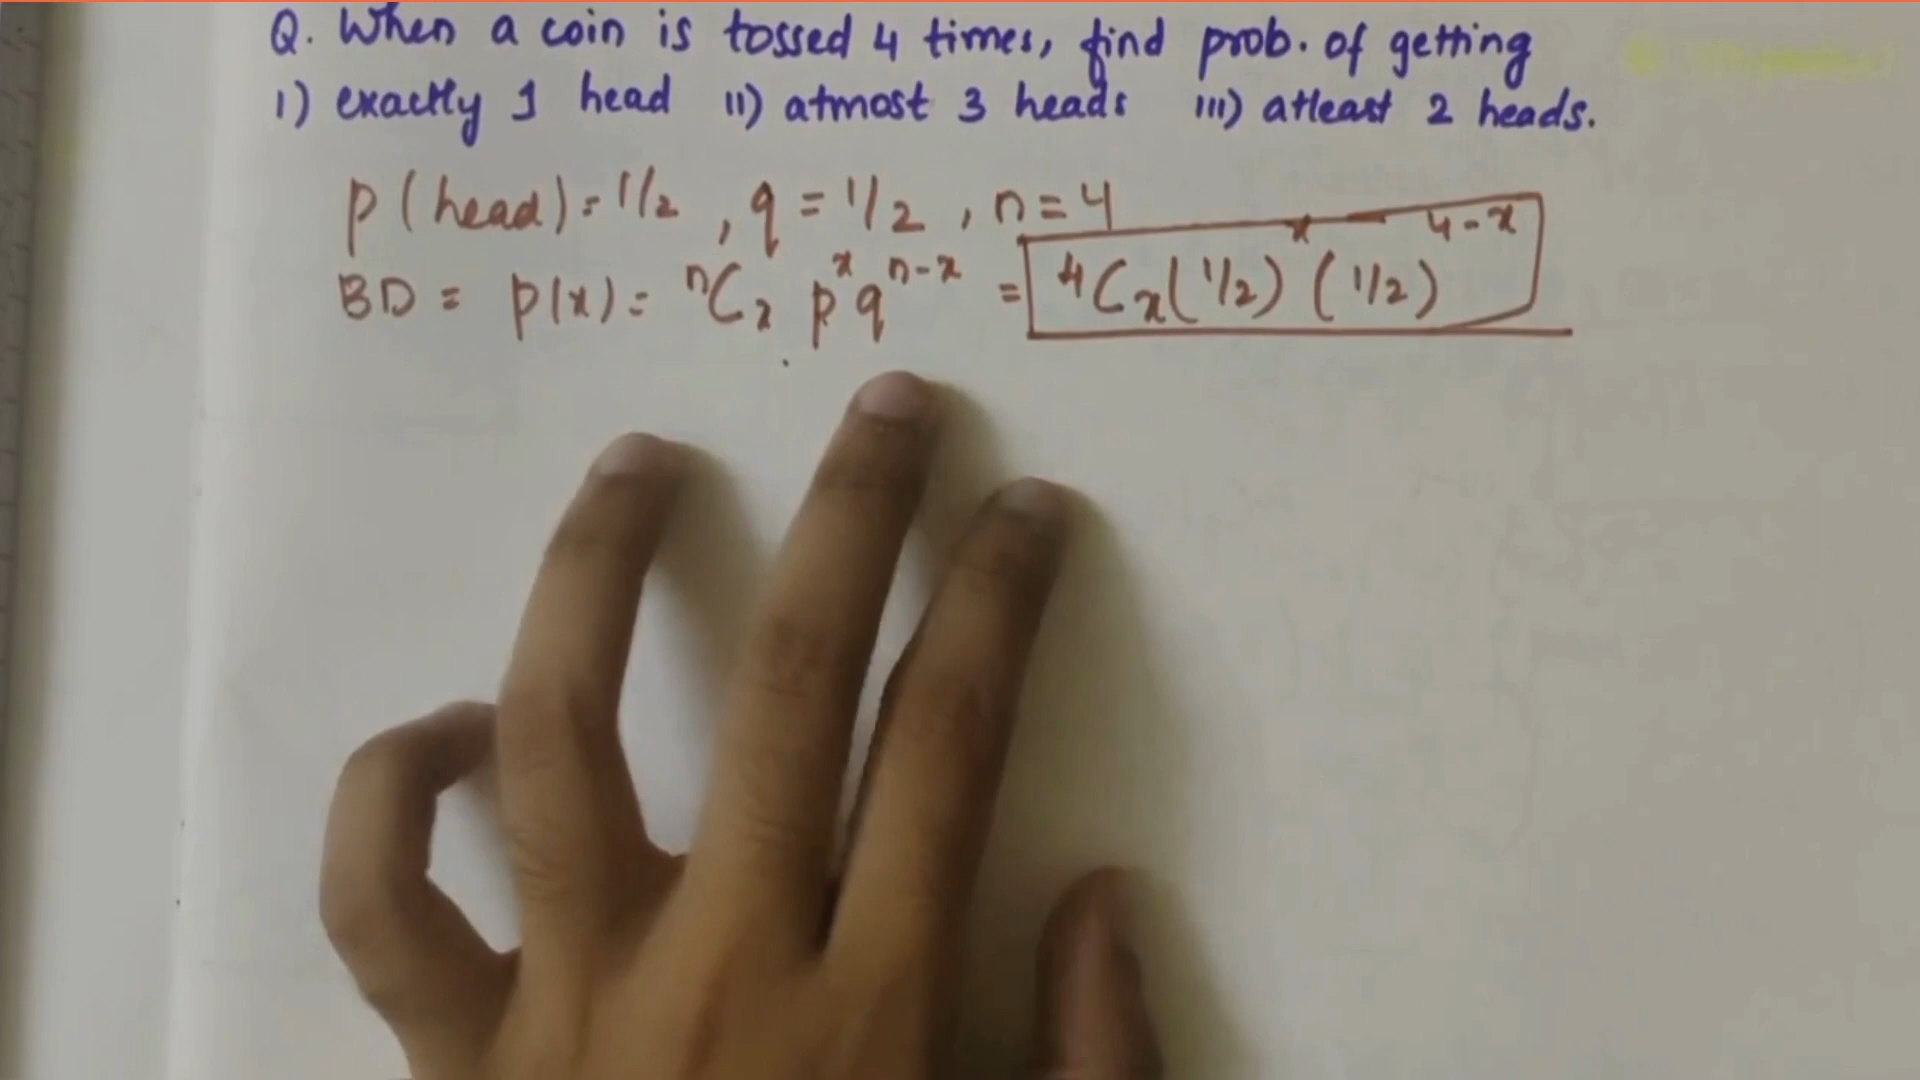 Q. When a coin is tossed 4 times, find prob. of getting
i) exactly 1 head ii) atmost 3 heads iii) atleast 2 heads.
p(head) = 1/2 , q = 1/2 , n = 4
BD = p(x) = ⁿCₓ pˣ qⁿ⁻ˣ = ⁴Cₓ (1/2)ˣ (1/2)⁴⁻ˣ